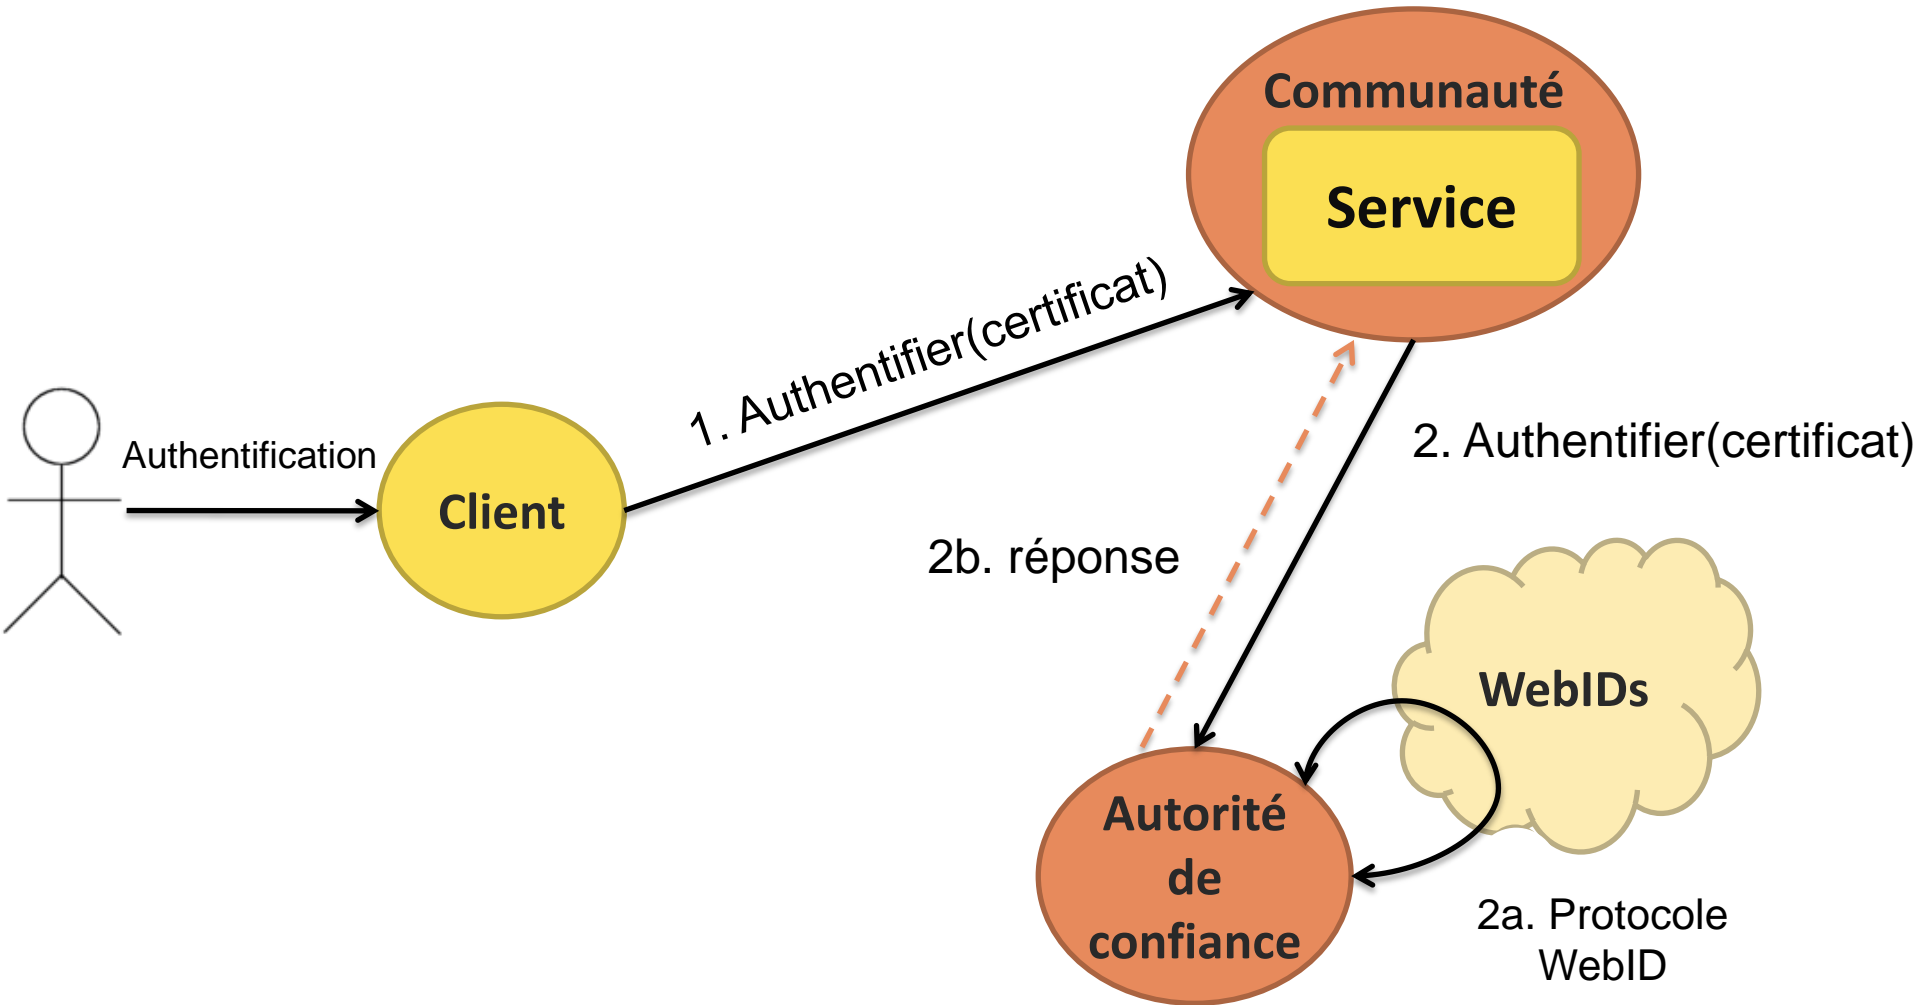 Communauté
Service
1. Authentifier(certificat)
Authentification
Client
2. Authentifier(certificat)
2b. réponse
WebIDs
Autorité
de
confiance
2a. Protocole
WebID